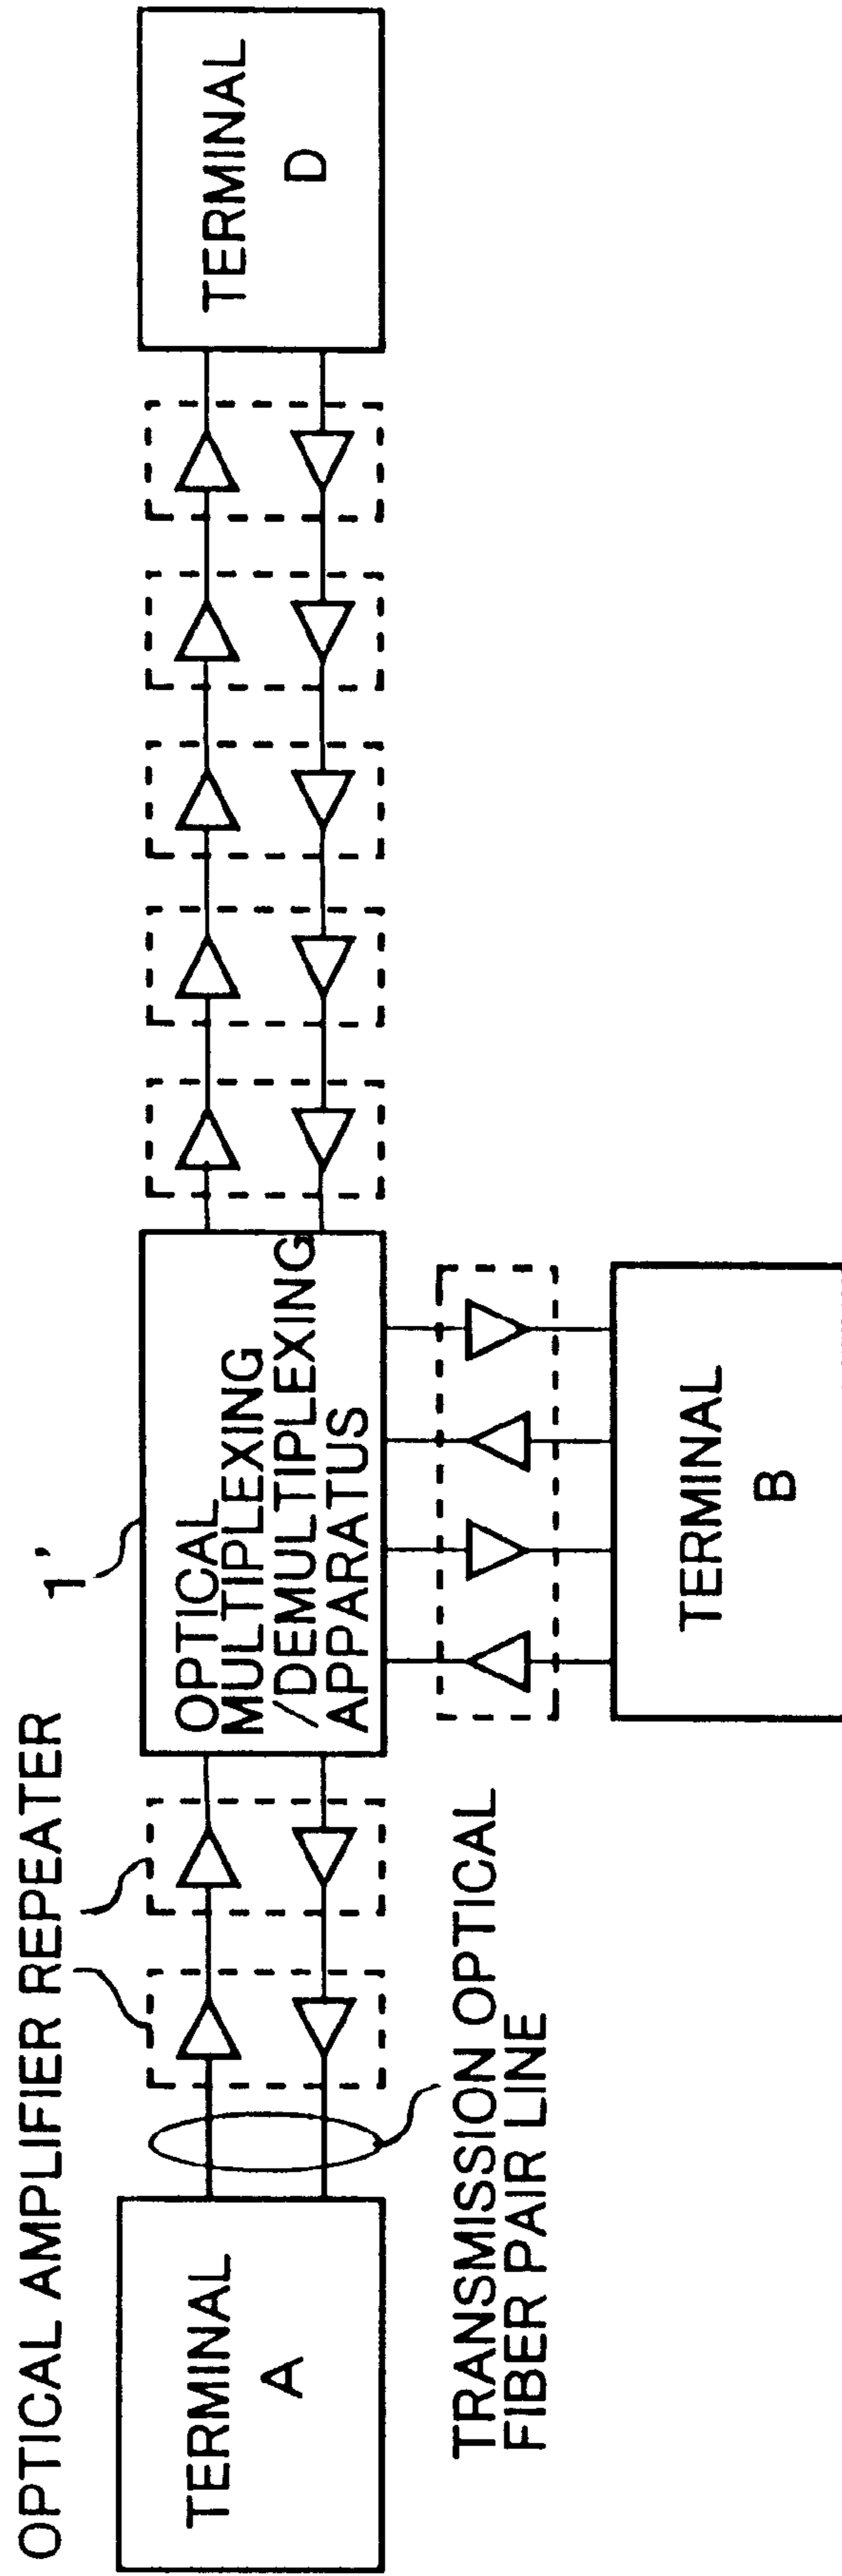 OPTICAL AMPLIFIER REPEATER
1'
TERMINAL
A
OPTICAL
MULTIPLEXING
/DEMULTIPLEXING
APPARATUS
TERMINAL
D
TRANSMISSION OPTICAL
FIBER PAIR LINE
TERMINAL
B